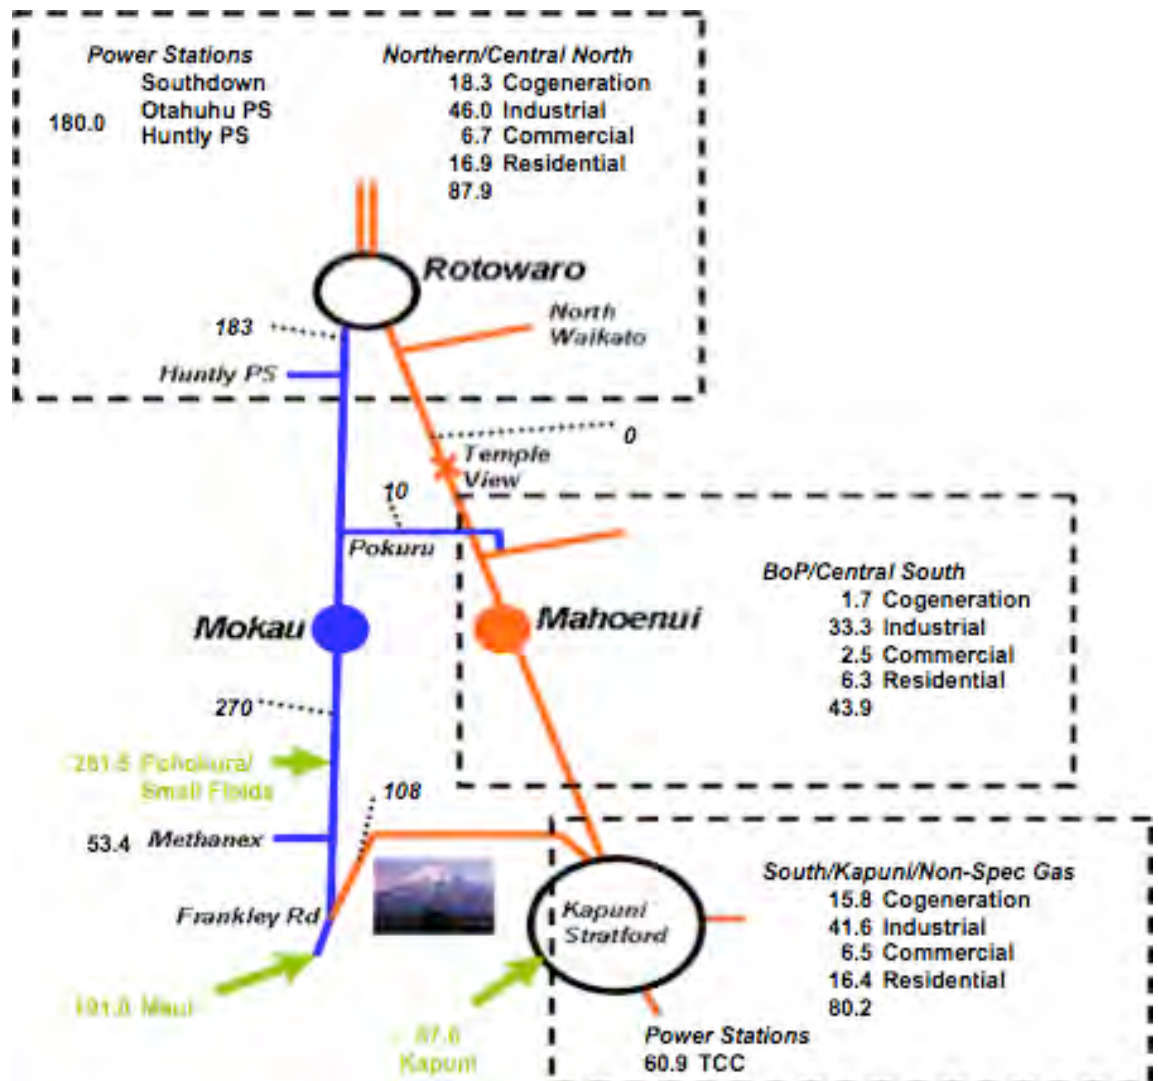 Power Stations
Southdown
Otahuhu PS
180.0
Huntly PS
Northern/Central North
18.3 Cogeneration
46.0 Industrial
6.7 Commercial
16.9 Residential
87.9
Rotowaro
183
North
Waikato
Huntly PS
0
Temple
View
10
Pokuru
Mokau
Mahoenui
BoP/Central South
1.7 Cogeneration
33.3 Industrial
2.5 Commercial
6.3 Residential
43.9
270
Small
108
53.4 Methanex
Frankley Rd
Kapuni
Stratford
South/Kapuni/Non-Spec Gas
15.8 Cogeneration
41.6 Industrial
6.5 Commercial
16.4 Residential
80.2
Maui
Kapuni
Power Stations
60.9 TCC